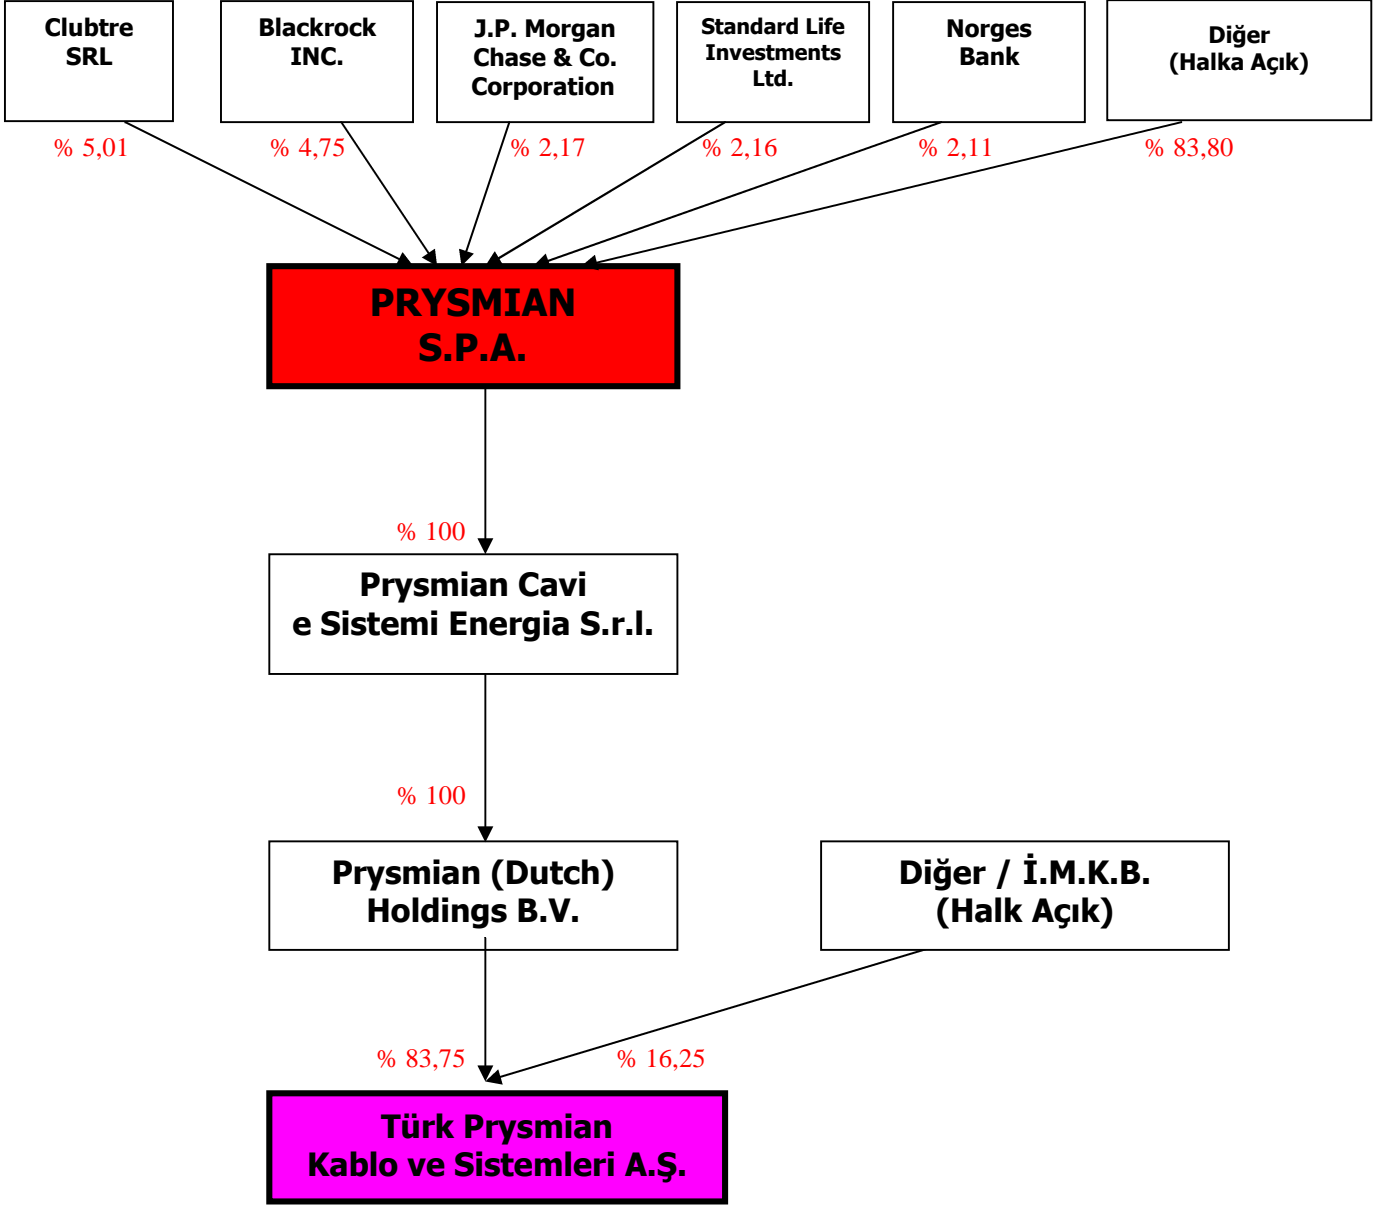 Clubtre
SRL
Blackrock
INC.
J.P. Morgan
Chase & Co.
Corporation
Standard Life
Investments
Ltd.
Norges
Bank
Diğer
(Halka Açık)
% 5,01
% 4,75
% 2,17
% 2,16
% 2,11
% 83,80
PRYSMIAN
S.P.A.
% 100
Prysmian Cavi
e Sistemi Energia S.r.l.
% 100
Prysmian (Dutch)
Holdings B.V.
Diğer / İ.M.K.B.
(Halk Açık)
% 83,75
% 16,25
Türk Prysmian
Kablo ve Sistemleri A.Ş.